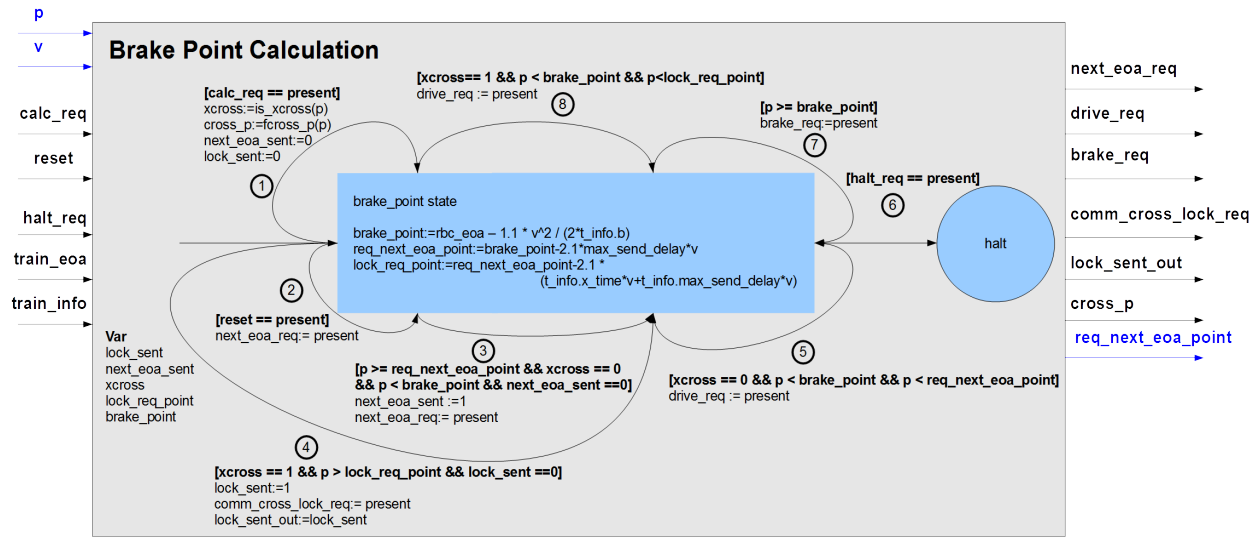 p
v
calc_req
reset
halt_req
train_eoa
train_info
Brake Point Calculation
[calc_req == present]
xcross:=is_xcross(p)
cross_p:=fcross_p(p)
next_eoa_sent:=0
lock_sent:=0
1
[xcross== 1 && p < brake_point && p<lock_req_point]
drive_req := present
8
[p >= brake_point]
brake_req:=present
7
[halt_req == present]
6
brake_point state
brake_point:=rbc_eoa – 1.1 * v^2 / (2*t_info.b)
req_next_eoa_point:=brake_point-2.1*max_send_delay*v
lock_req_point:=req_next_eoa_point-2.1 *
(t_info.x_time*v+t_info.max_send_delay*v)
halt
2
[reset == present]
next_eoa_req:= present
3
[p >= req_next_eoa_point && xcross == 0
&& p < brake_point && next_eoa_sent ==0]
next_eoa_sent :=1
next_eoa_req:= present
5
[xcross == 0 && p < brake_point && p < req_next_eoa_point]
drive_req := present
Var
lock_sent
next_eoa_sent
xcross
lock_req_point
brake_point
4
[xcross == 1 && p > lock_req_point && lock_sent ==0]
lock_sent:=1
comm_cross_lock_req:= present
lock_sent_out:=lock_sent
next_eoa_req
drive_req
brake_req
comm_cross_lock_req
lock_sent_out
cross_p
req_next_eoa_point